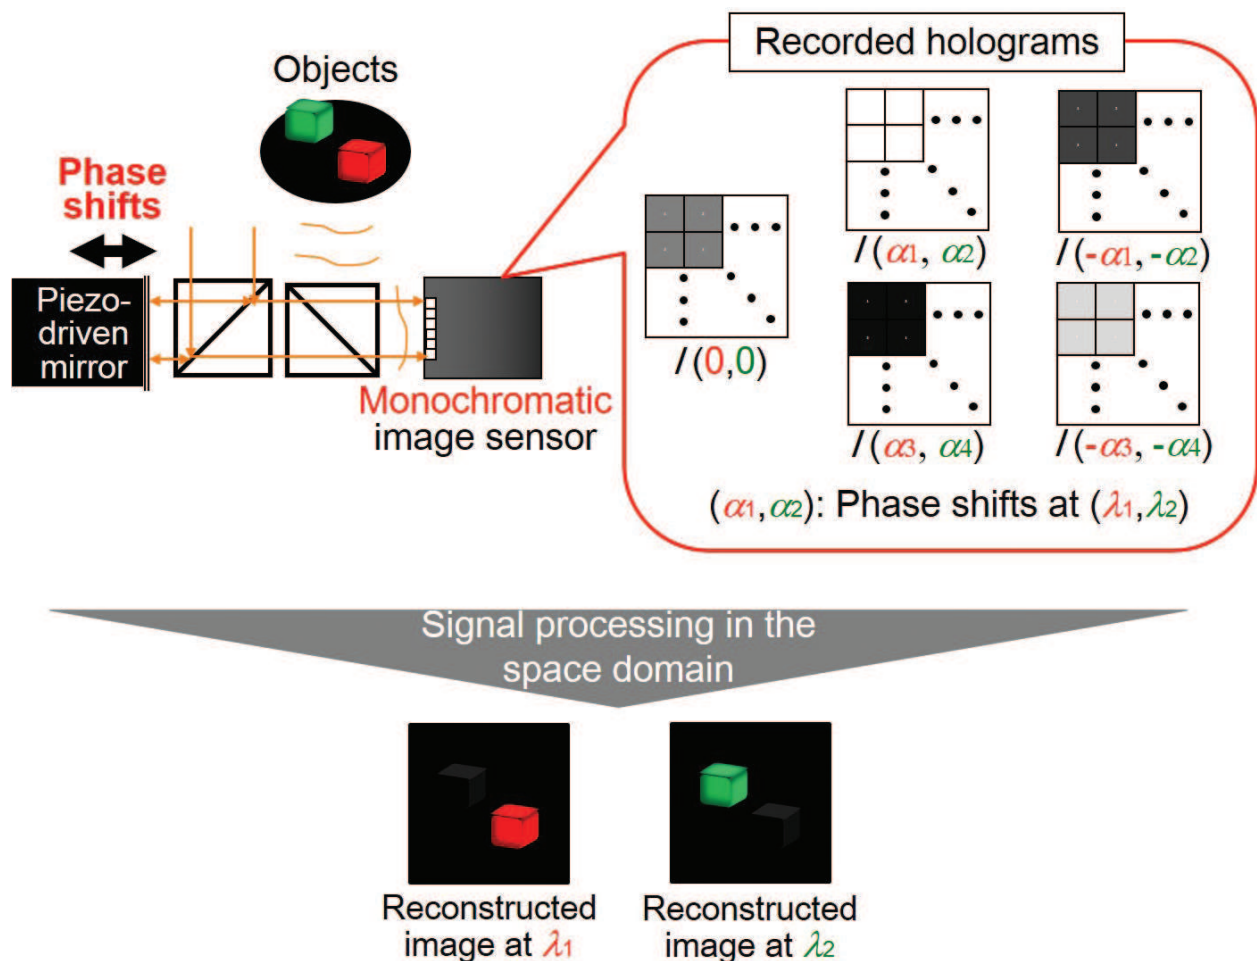 Recorded holograms
Objects
Phase
shifts
Piezo-
driven
mirror
Monochromatic
image sensor
I(0,0)
I(α1, α2)
I(-α1, -α2)
I(α3, α4)
I(-α3, -α4)
(α1,α2): Phase shifts at (λ1,λ2)
Signal processing in the
space domain
Reconstructed
image at λ1
Reconstructed
image at λ2